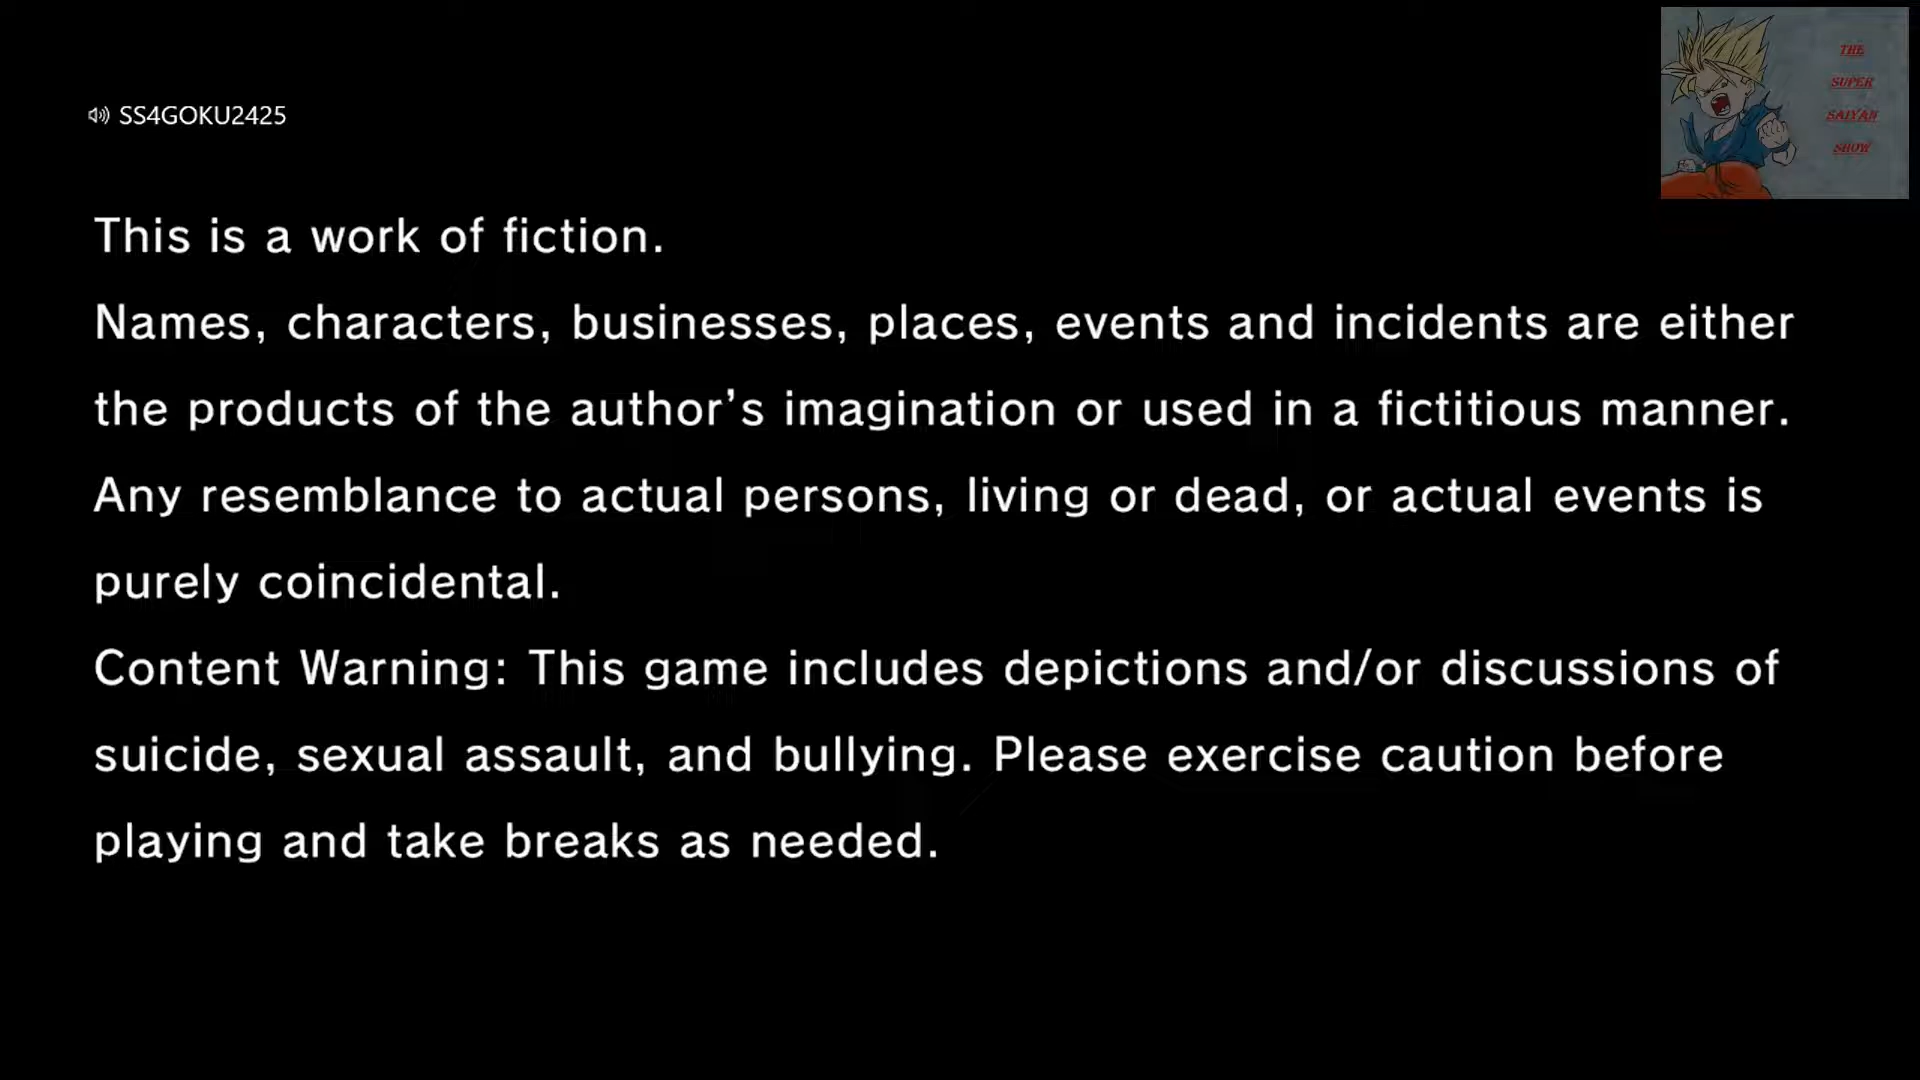 SS4GOKU2425
THE
SUPER
SAIYAN
SHOW
This is a work of fiction.
Names, characters, businesses, places, events and incidents are either
the products of the author’s imagination or used in a fictitious manner.
Any resemblance to actual persons, living or dead, or actual events is
purely coincidental.
Content Warning: This game includes depictions and/or discussions of
suicide, sexual assault, and bullying. Please exercise caution before
playing and take breaks as needed.